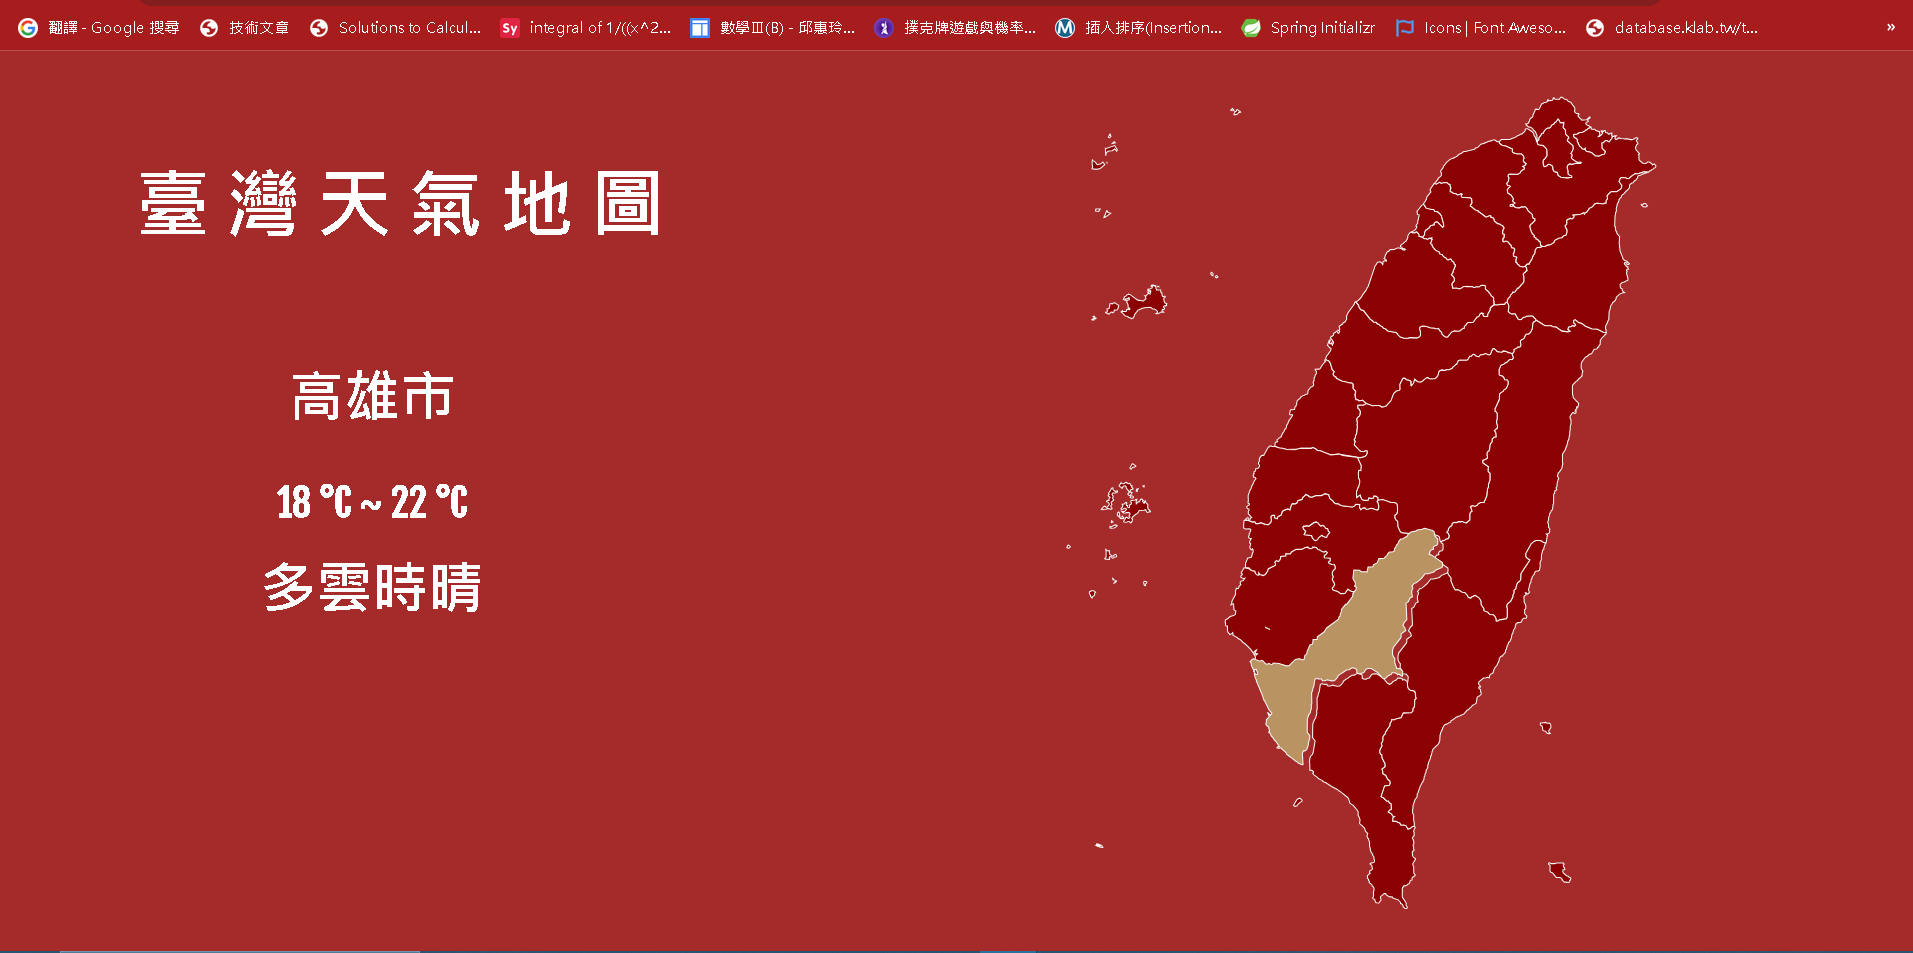 翻譯 - Google 搜尋 技術文章 Solutions to Calcul... Sy integral of 1/((x^2... 數學III(B) - 邱惠玲... 撲克牌遊戲與機率... M 插入排序(Insertion... Spring Initializr Icons | Font Aweso... database.klab.tw/t... »
臺灣天氣地圖
高雄市
18 °C ~ 22 °C
多雲時晴